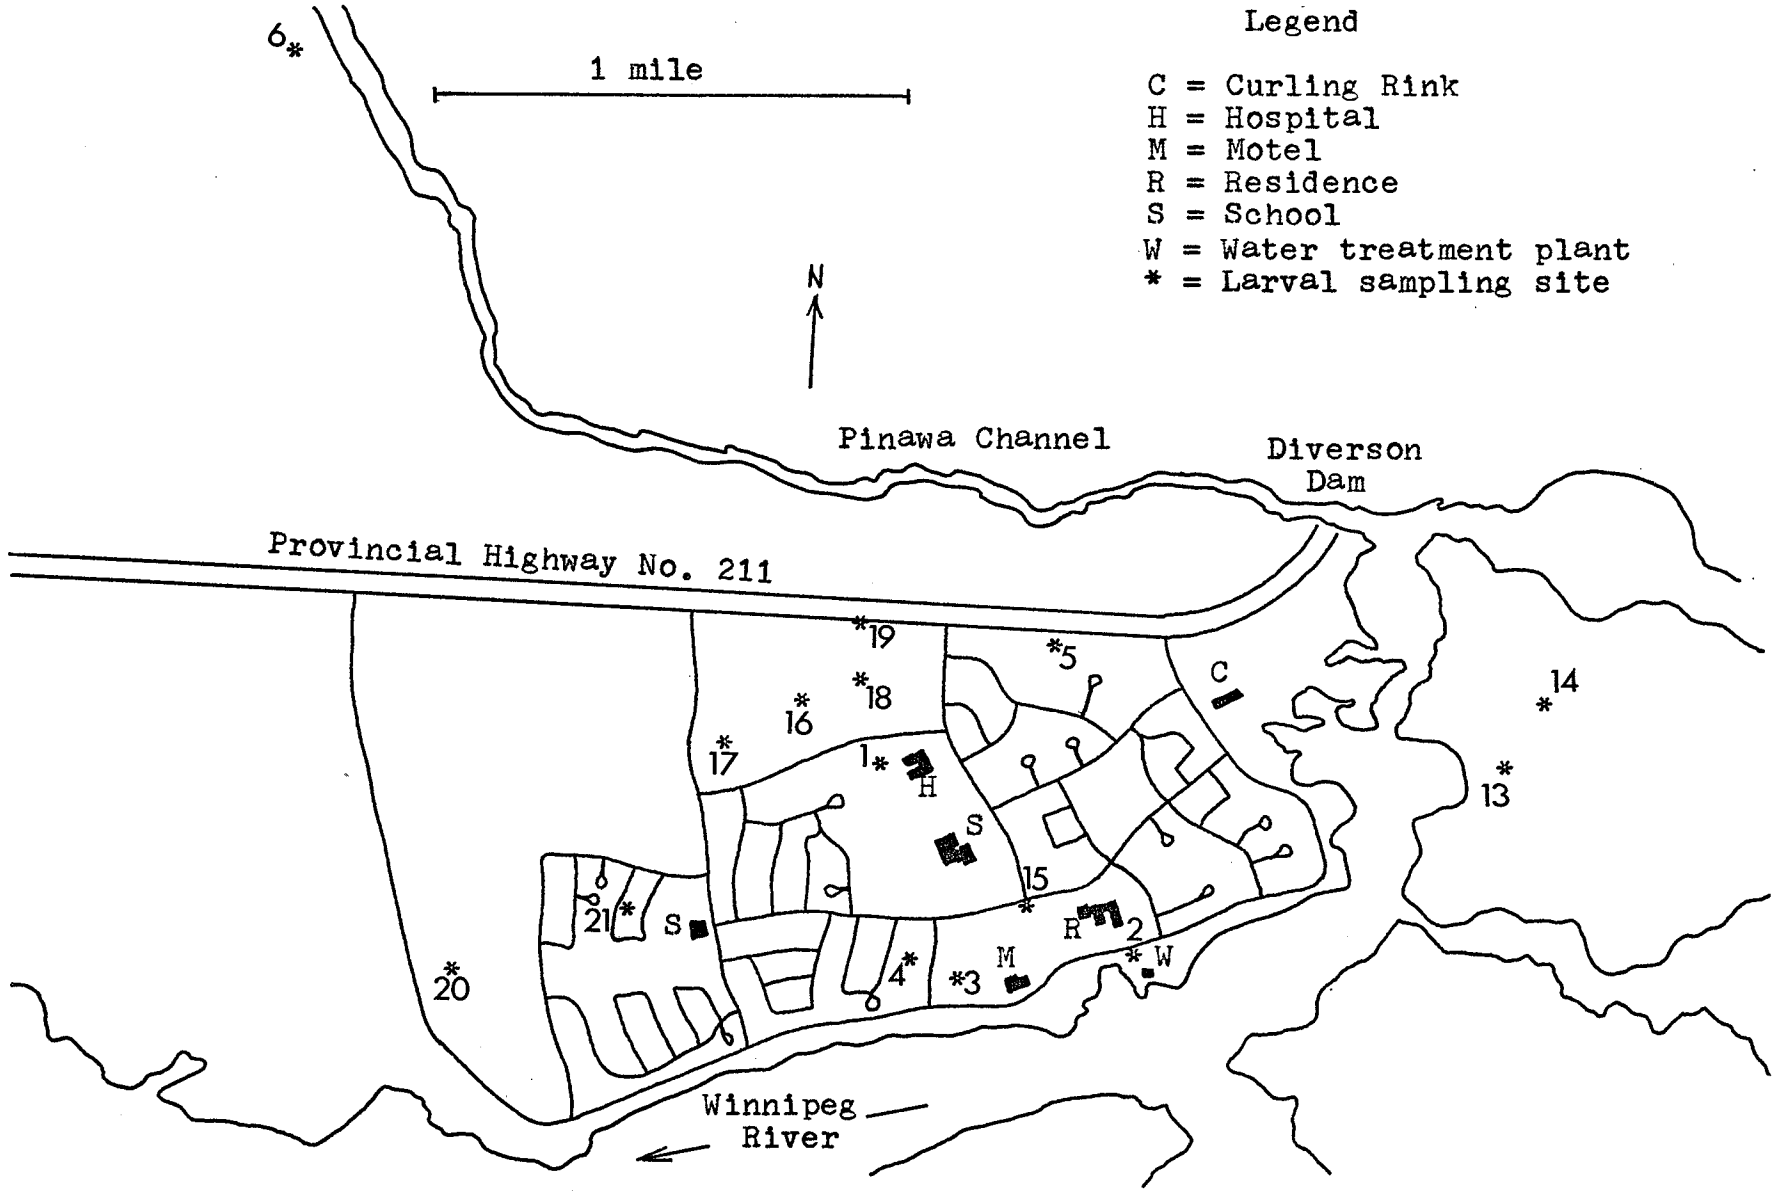 Legend
C = Curling Rink
H = Hospital
M = Motel
R = Residence
S = School
W = Water treatment plant
* = Larval sampling site
6*
1 mile
N
Pinawa Channel
Diverson
Dam
Provincial Highway No. 211
*19
*5
*18
C
14
*
*
16
*
17
1*
H
*
13
S
15
*
21*
S
R
2
*
W
M
4*
*3
*
20
Winnipeg
River